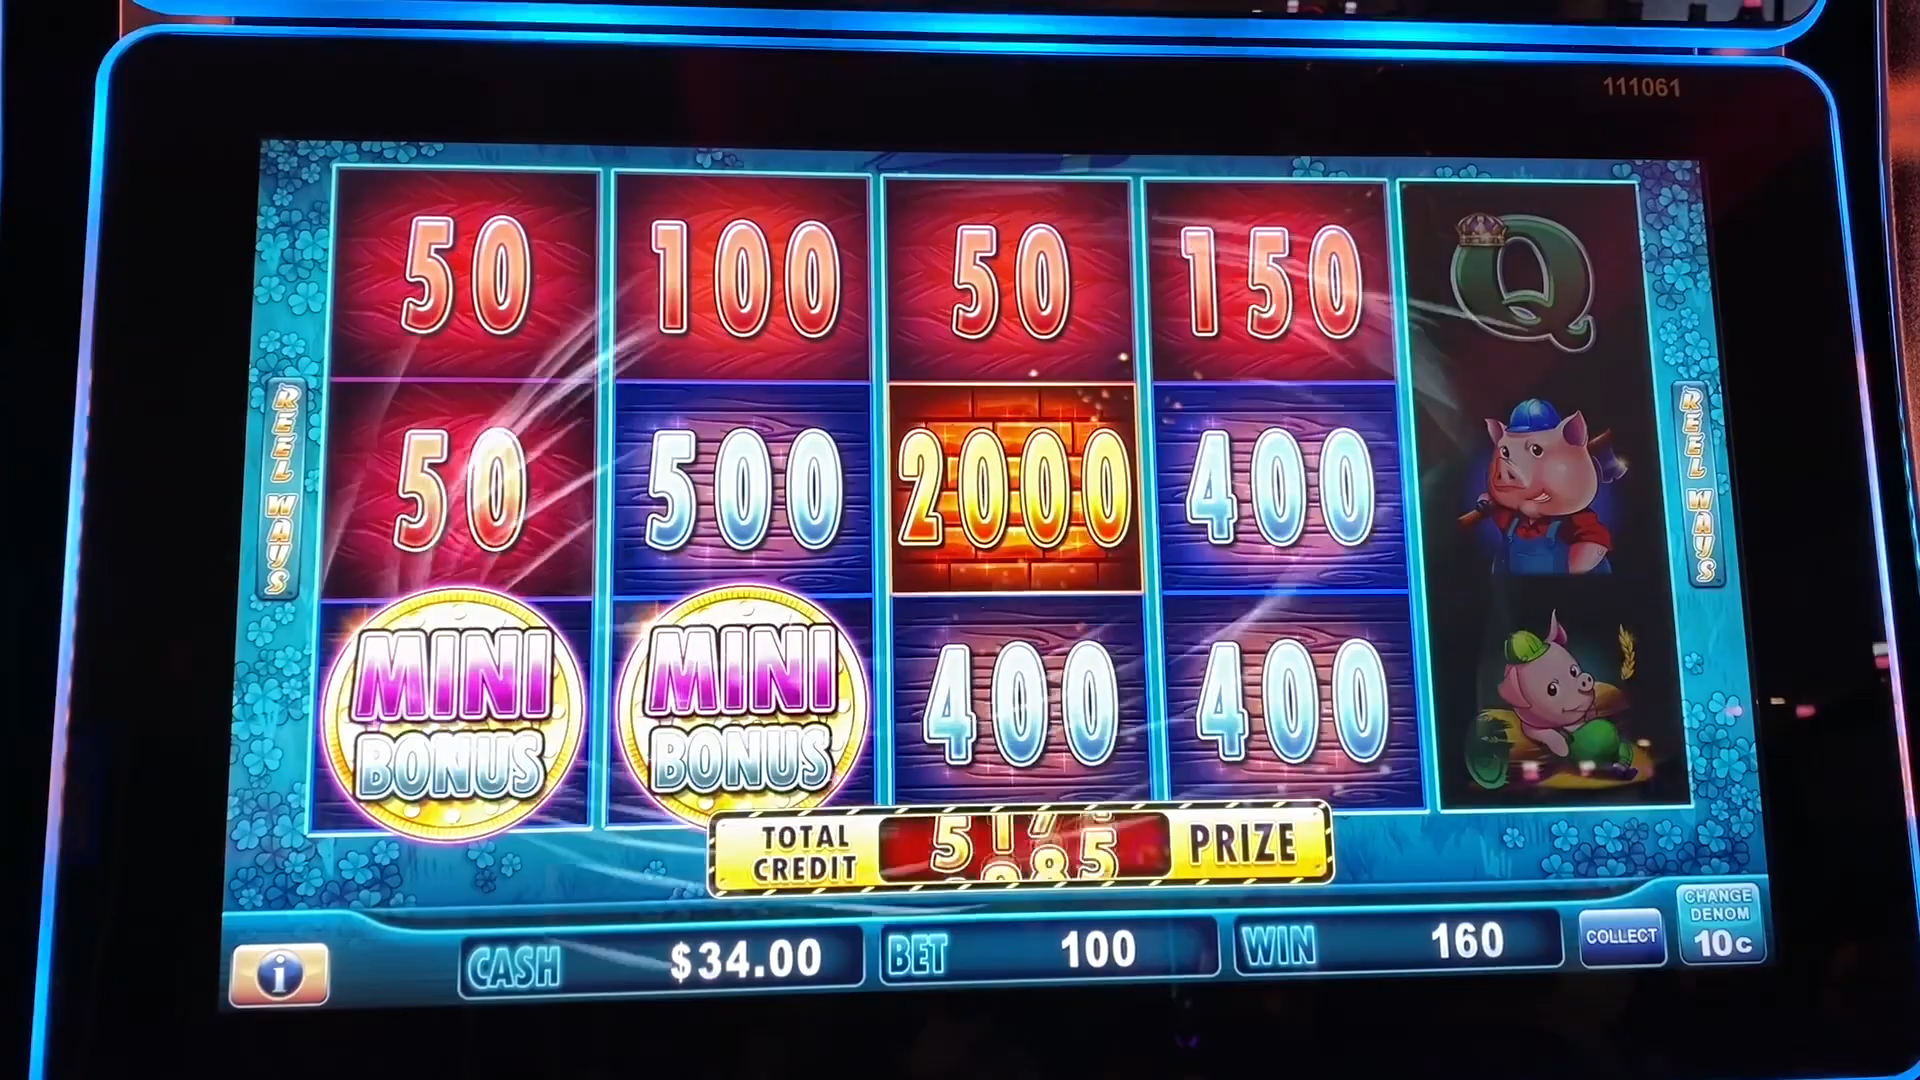 111061
50 100 50 150 Q
REEL WAYS
50 500 2000 400
REEL WAYS
MINI BONUS
MINI BONUS
400 400
TOTAL CREDIT
PRIZE
CASH $34.00
BET 100
WIN 160
COLLECT
CHANGE DENOM 10c
i